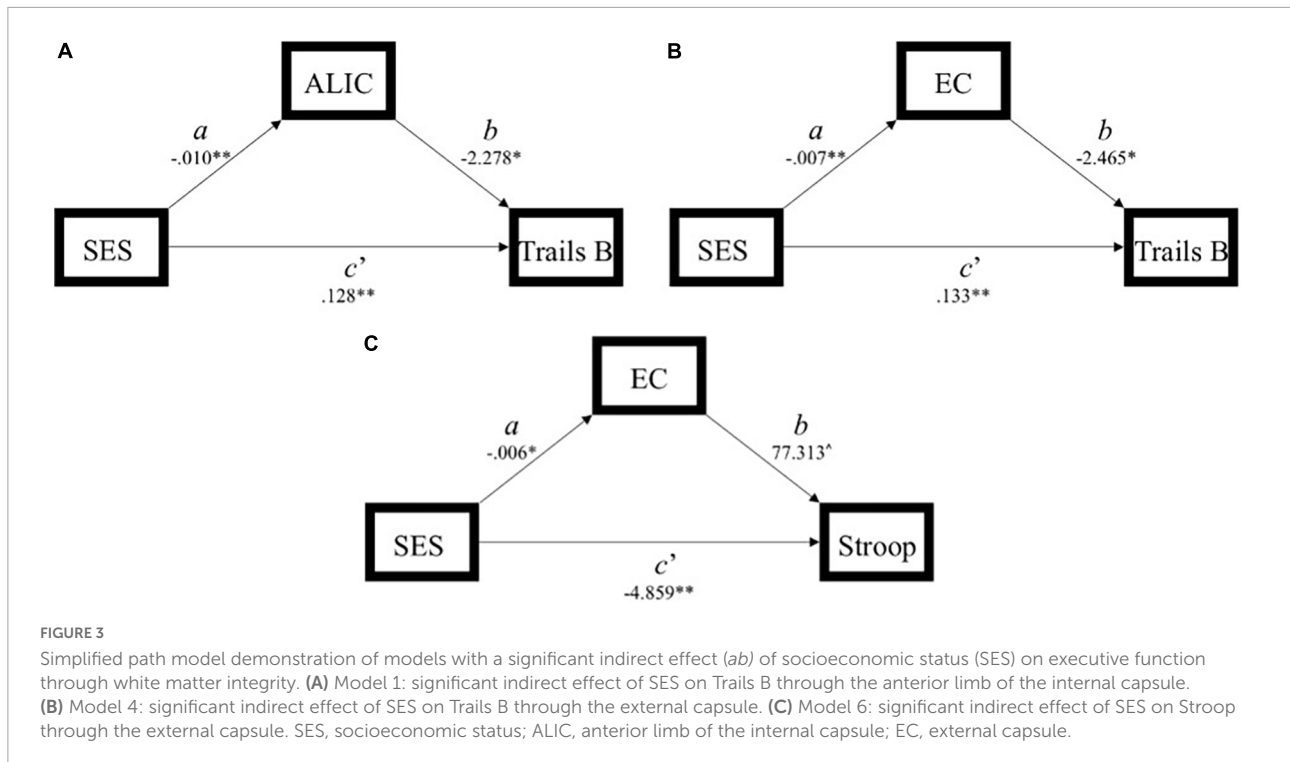 A
ALIC
a
-.010**
b
-2.278*
SES
Trails B
c’
.128**
B
EC
a
-.007**
b
-2.465*
SES
Trails B
c’
.133**
C
EC
a
-.006*
b
77.313^
SES
Stroop
c’
-4.859**
FIGURE 3
Simplified path model demonstration of models with a significant indirect effect (ab) of socioeconomic status (SES) on executive function
through white matter integrity. (A) Model 1: significant indirect effect of SES on Trails B through the anterior limb of the internal capsule.
(B) Model 4: significant indirect effect of SES on Trails B through the external capsule. (C) Model 6: significant indirect effect of SES on Stroop
through the external capsule. SES, socioeconomic status; ALIC, anterior limb of the internal capsule; EC, external capsule.